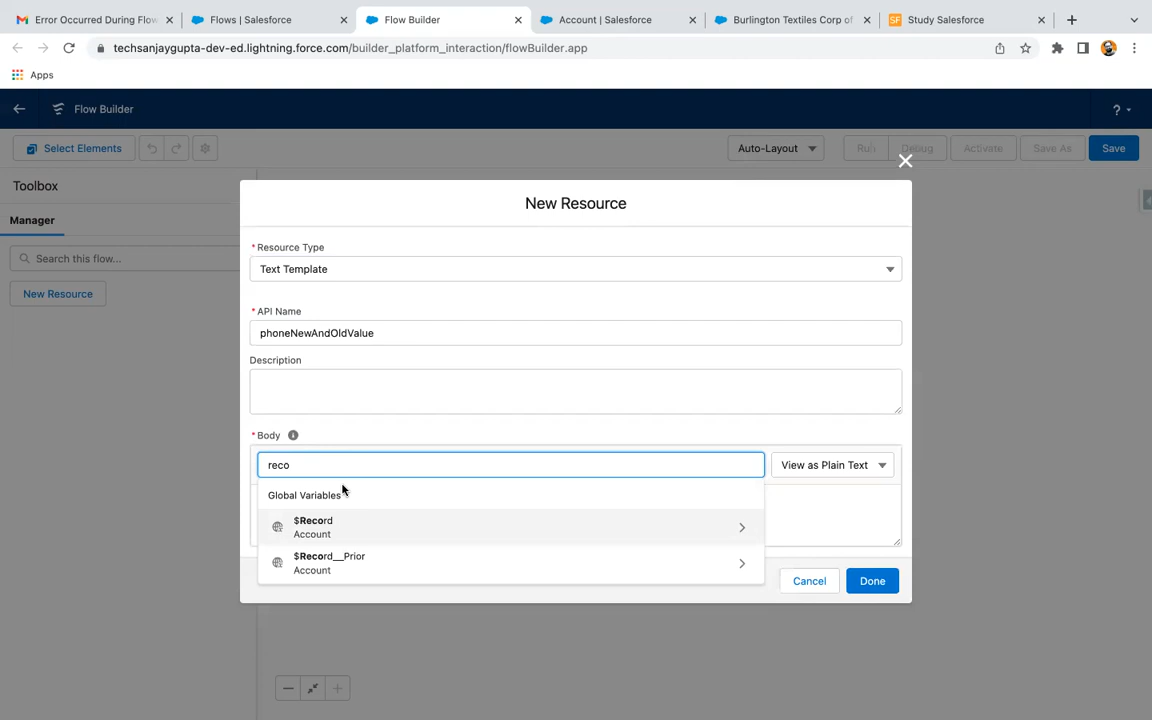 Error Occurred During Flow
Flows | Salesforce
Flow Builder
Account | Salesforce
Burlington Textiles Corp of
SF
Study Salesforce
techsanjaygupta-dev-ed.lightning.force.com/builder_platform_interaction/flowBuilder.app
Apps
Flow Builder
?
Select Elements
Auto-Layout
Run
Debug
Activate
Save As
Save
Toolbox
Manager
Search this flow...
New Resource
New Resource
* Resource Type
Text Template
* API Name
phoneNewAndOldValue
Description
* Body
reco
View as Plain Text
Global Variables
$Record
Account
$Record__Prior
Account
Cancel
Done